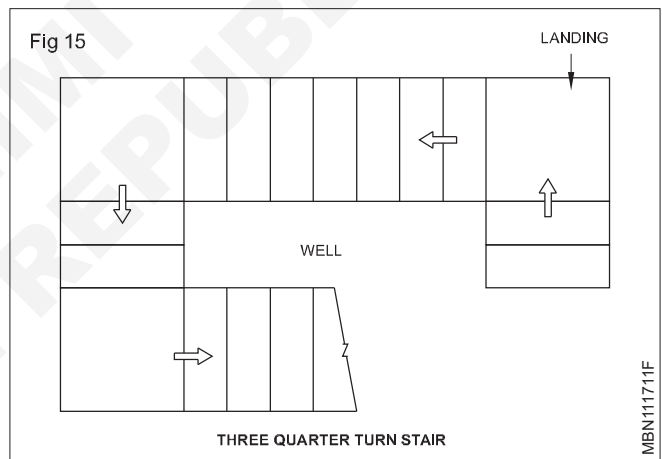 Fig 15
LANDING
WELL
THREE QUARTER TURN STAIR
MBN111711F